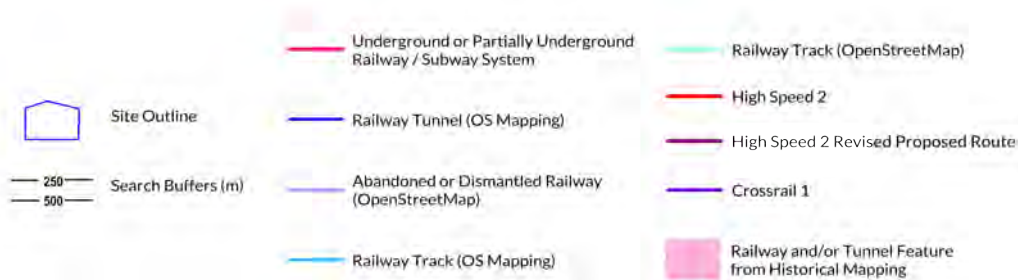 Site Outline
250
500
Search Buffers (m)
Underground or Partially Underground
Railway / Subway System
Railway Tunnel (OS Mapping)
Abandoned or Dismantled Railway
(OpenStreetMap)
Railway Track (OS Mapping)
Railway Track (OpenStreetMap)
High Speed 2
High Speed 2 Revised Proposed Route
Crossrail 1
Railway and/or Tunnel Feature
from Historical Mapping